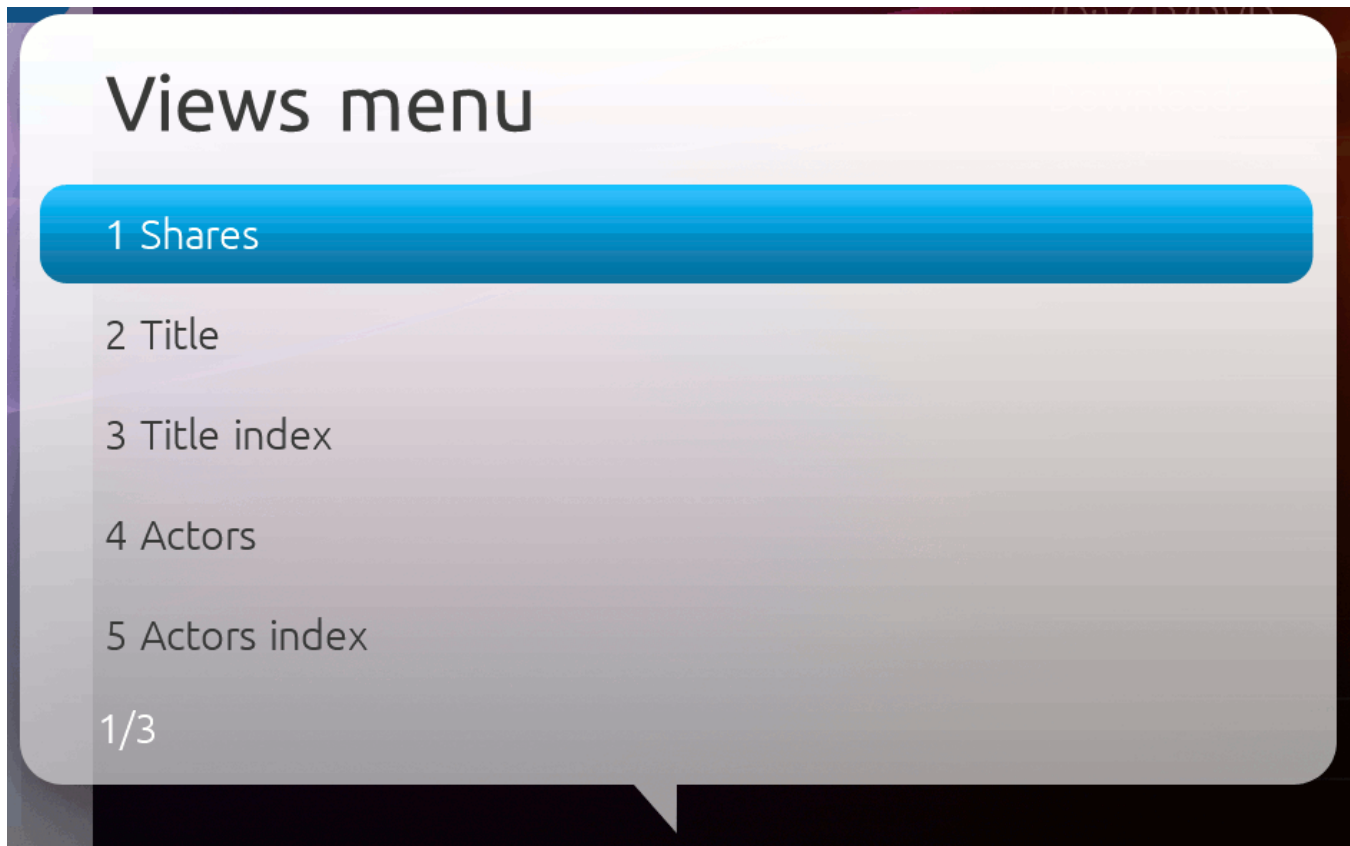 Views menu
1 Shares
2 Title
3 Title index
4 Actors
5 Actors index
1/3